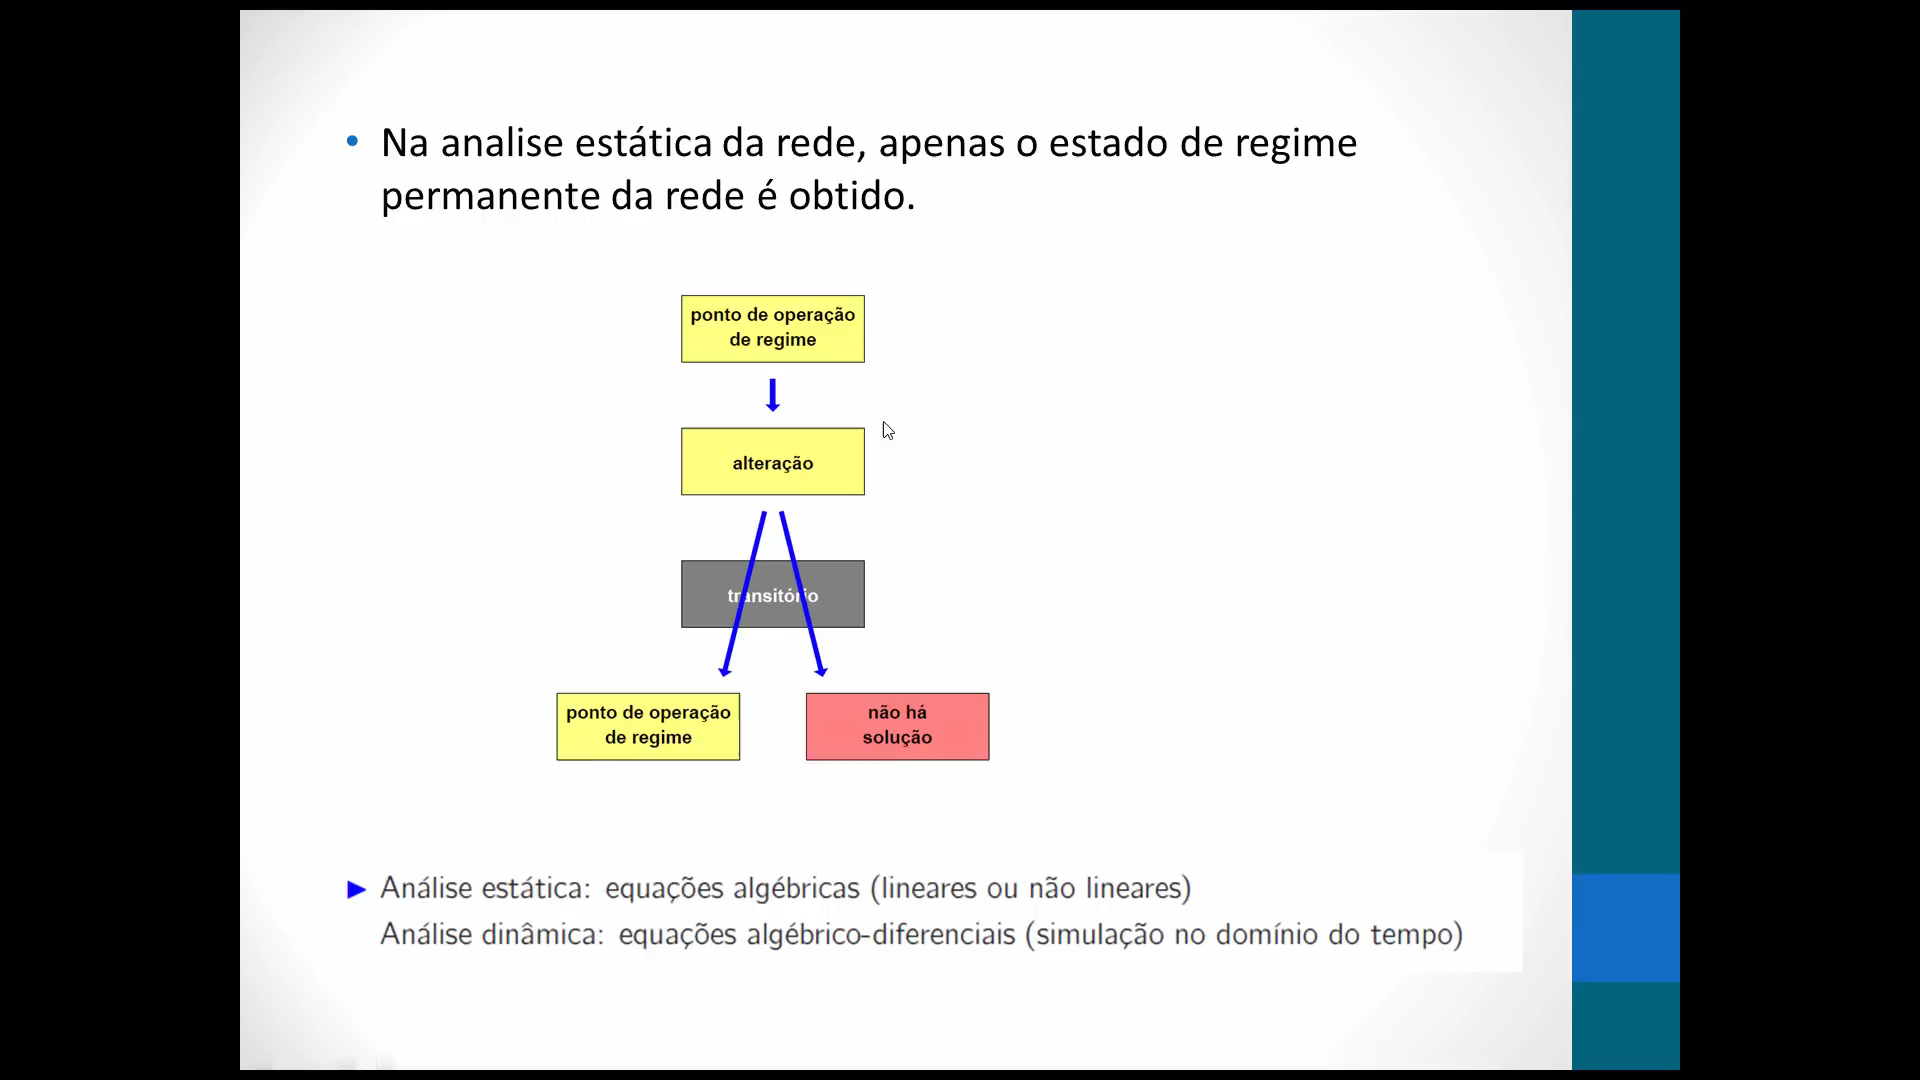 Na analise estática da rede, apenas o estado de regime
permanente da rede é obtido.
ponto de operação
de regime
alteração
transitório
ponto de operação
de regime
não há
solução
Análise estática: equações algébricas (lineares ou não lineares)
Análise dinâmica: equações algébrico-diferenciais (simulação no domínio do tempo)